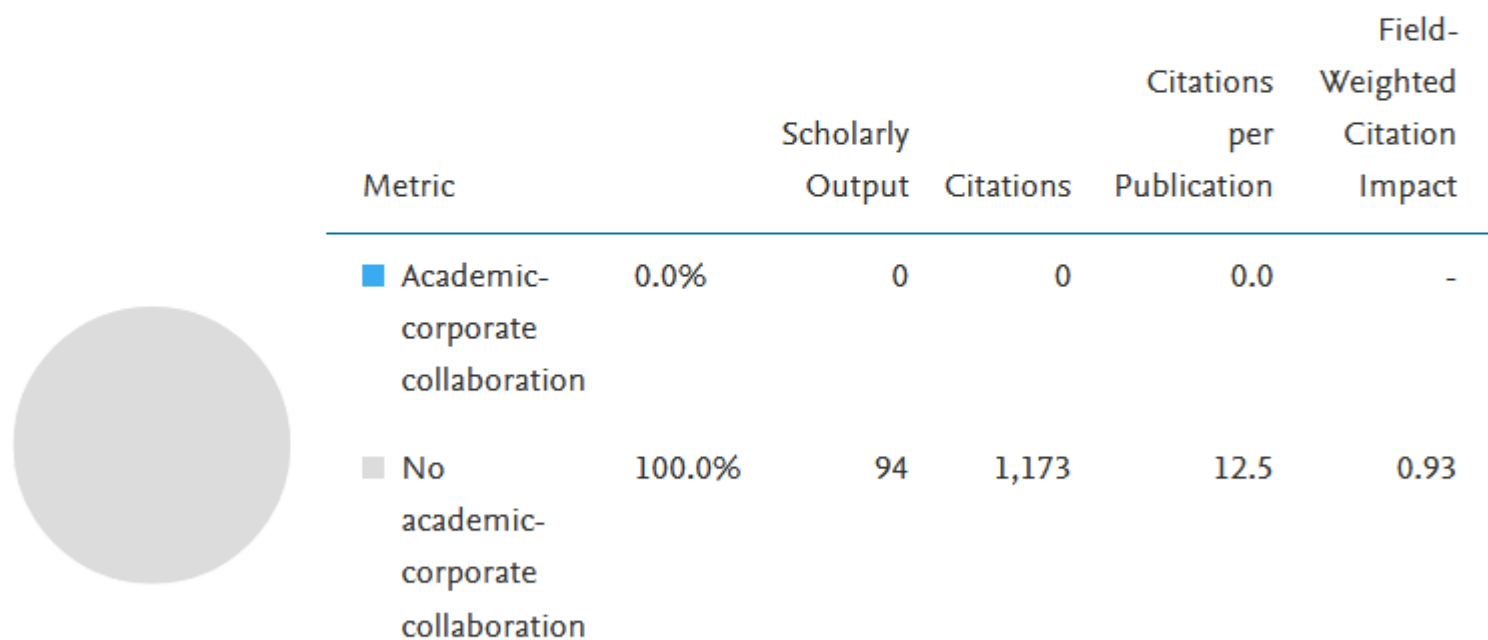 Field-
Citations Weighted
Scholarly per Citation
Metric Output Citations Publication Impact
Academic- 0.0% 0 0 0.0 -
corporate
collaboration
No 100.0% 94 1,173 12.5 0.93
academic-
corporate
collaboration